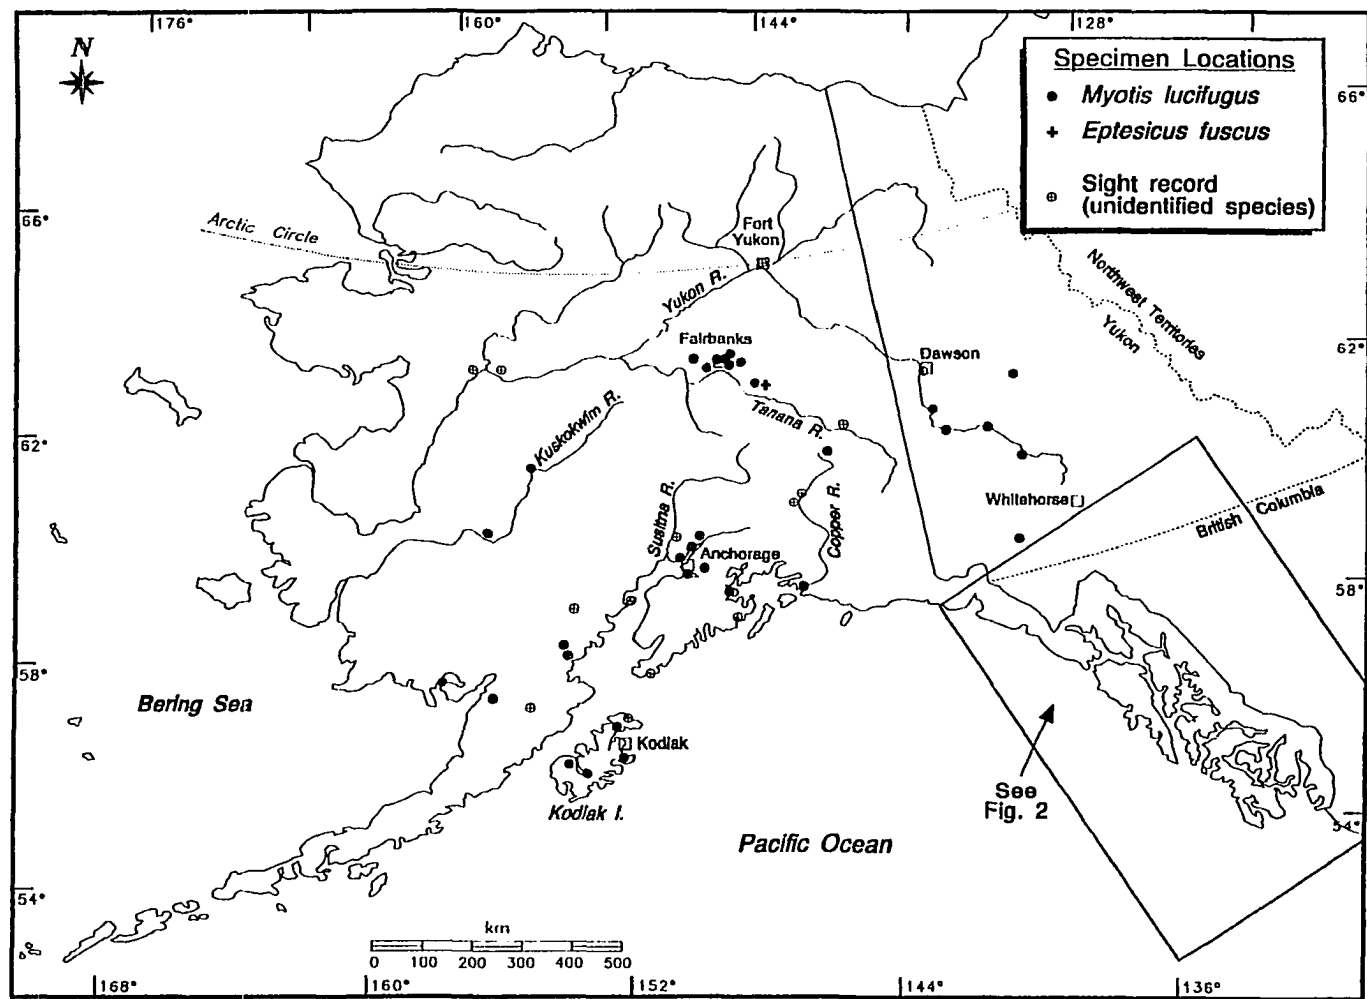 176°
160°
144°
128°
N
Specimen Locations
Myotis lucifugus
Eptesicus fuscus
Sight record
(unidentified species)
66°
66°
Arctic Circle
Fort
Yukon
Yukon R.
Northwest Territories
Yukon
Fairbanks
Dawson
62°
Kuskokwim R.
Tanana R.
62°
Susitna R.
Copper R.
Whitehorse
British Columbia
Anchorage
58°
58°
Bering Sea
Kodiak
Kodiak I.
See
Fig. 2
54°
Pacific Ocean
54°
km
0 100 200 300 400 500
168°
160°
152°
144°
136°